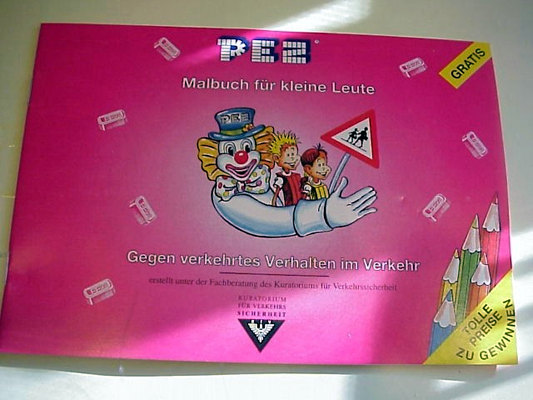 PEZ
GRATIS
Malbuch für kleine Leute
PEZ
Gegen verkehrtes Verhalten im Verkehr
erstellt unter der Fachberatung des Kuratoriums für Verkehrssicherheit
KURATORIUM
FÜR VERKEHRS
SICHERHEIT
TOLLE
PREISE
ZU GEWINNEN